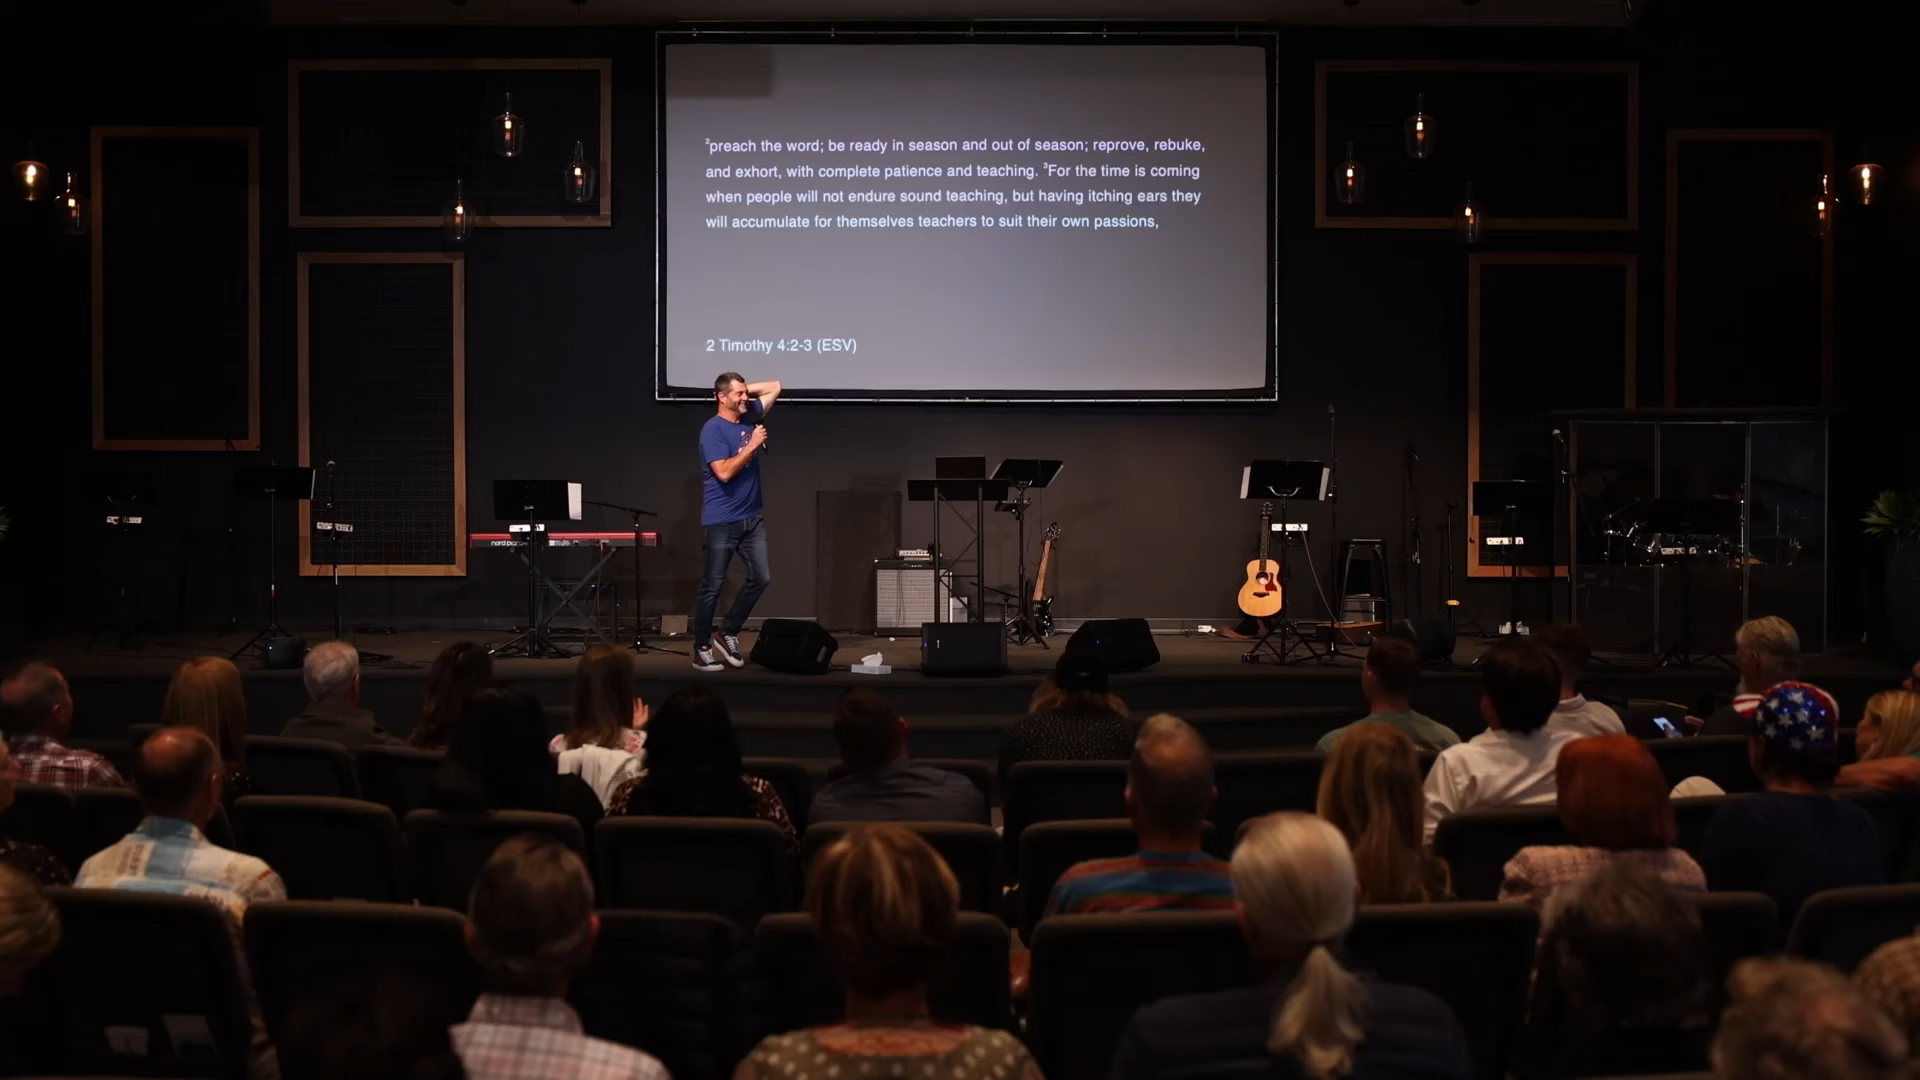 ²preach the word; be ready in season and out of season; reprove, rebuke,
and exhort, with complete patience and teaching. ³For the time is coming
when people will not endure sound teaching, but having itching ears they
will accumulate for themselves teachers to suit their own passions,
2 Timothy 4:2-3 (ESV)
nord piano